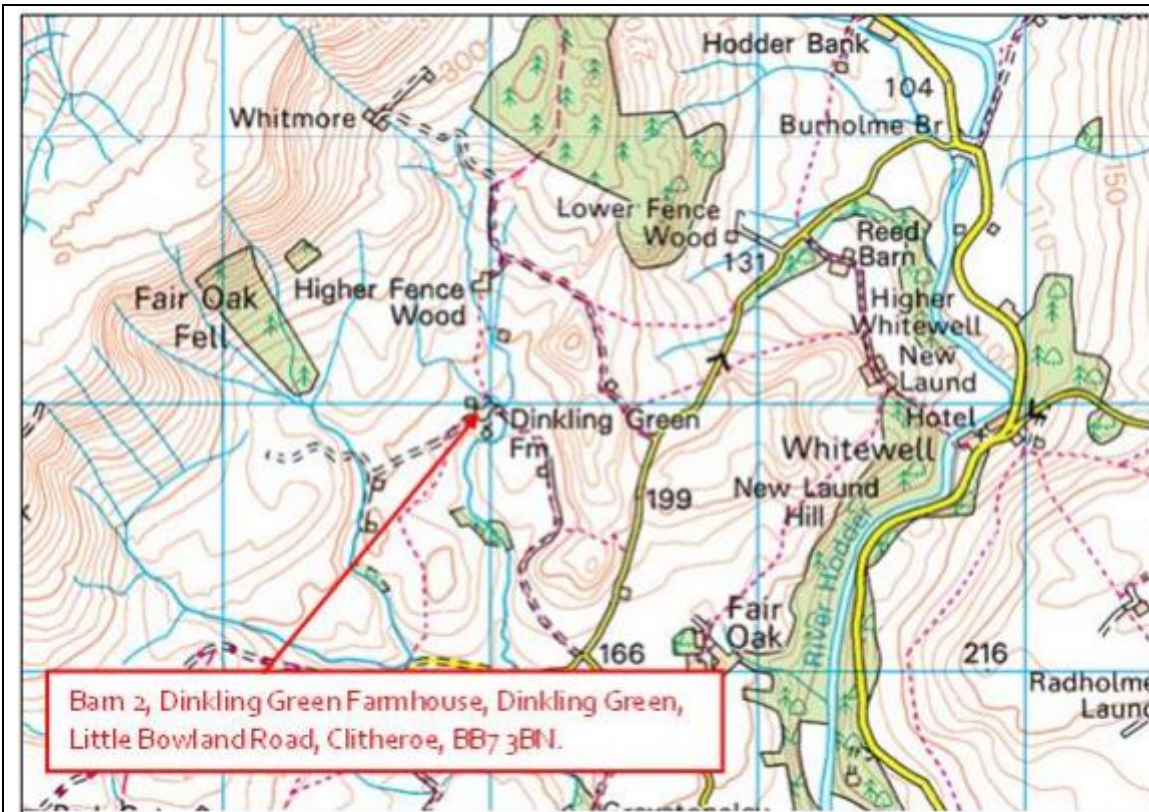 Hodder Bank
300
280
104
Whitmore
Burholme Br
150
Lower Fence
Wood
131
Reed
Barn
Fair Oak
Fell
Higher Fence
Wood
Higher
Whitewell
New
Laund
Dinkling Green
Fm
Hotel
Whitewell
199
New Laund
Hill
River Hodder
Fair
Oak
166
216
Radholme
Laund
Barn 2, Dinkling Green Farmhouse, Dinkling Green,
Little Bowland Road, Clitheroe, BB7 3BN.